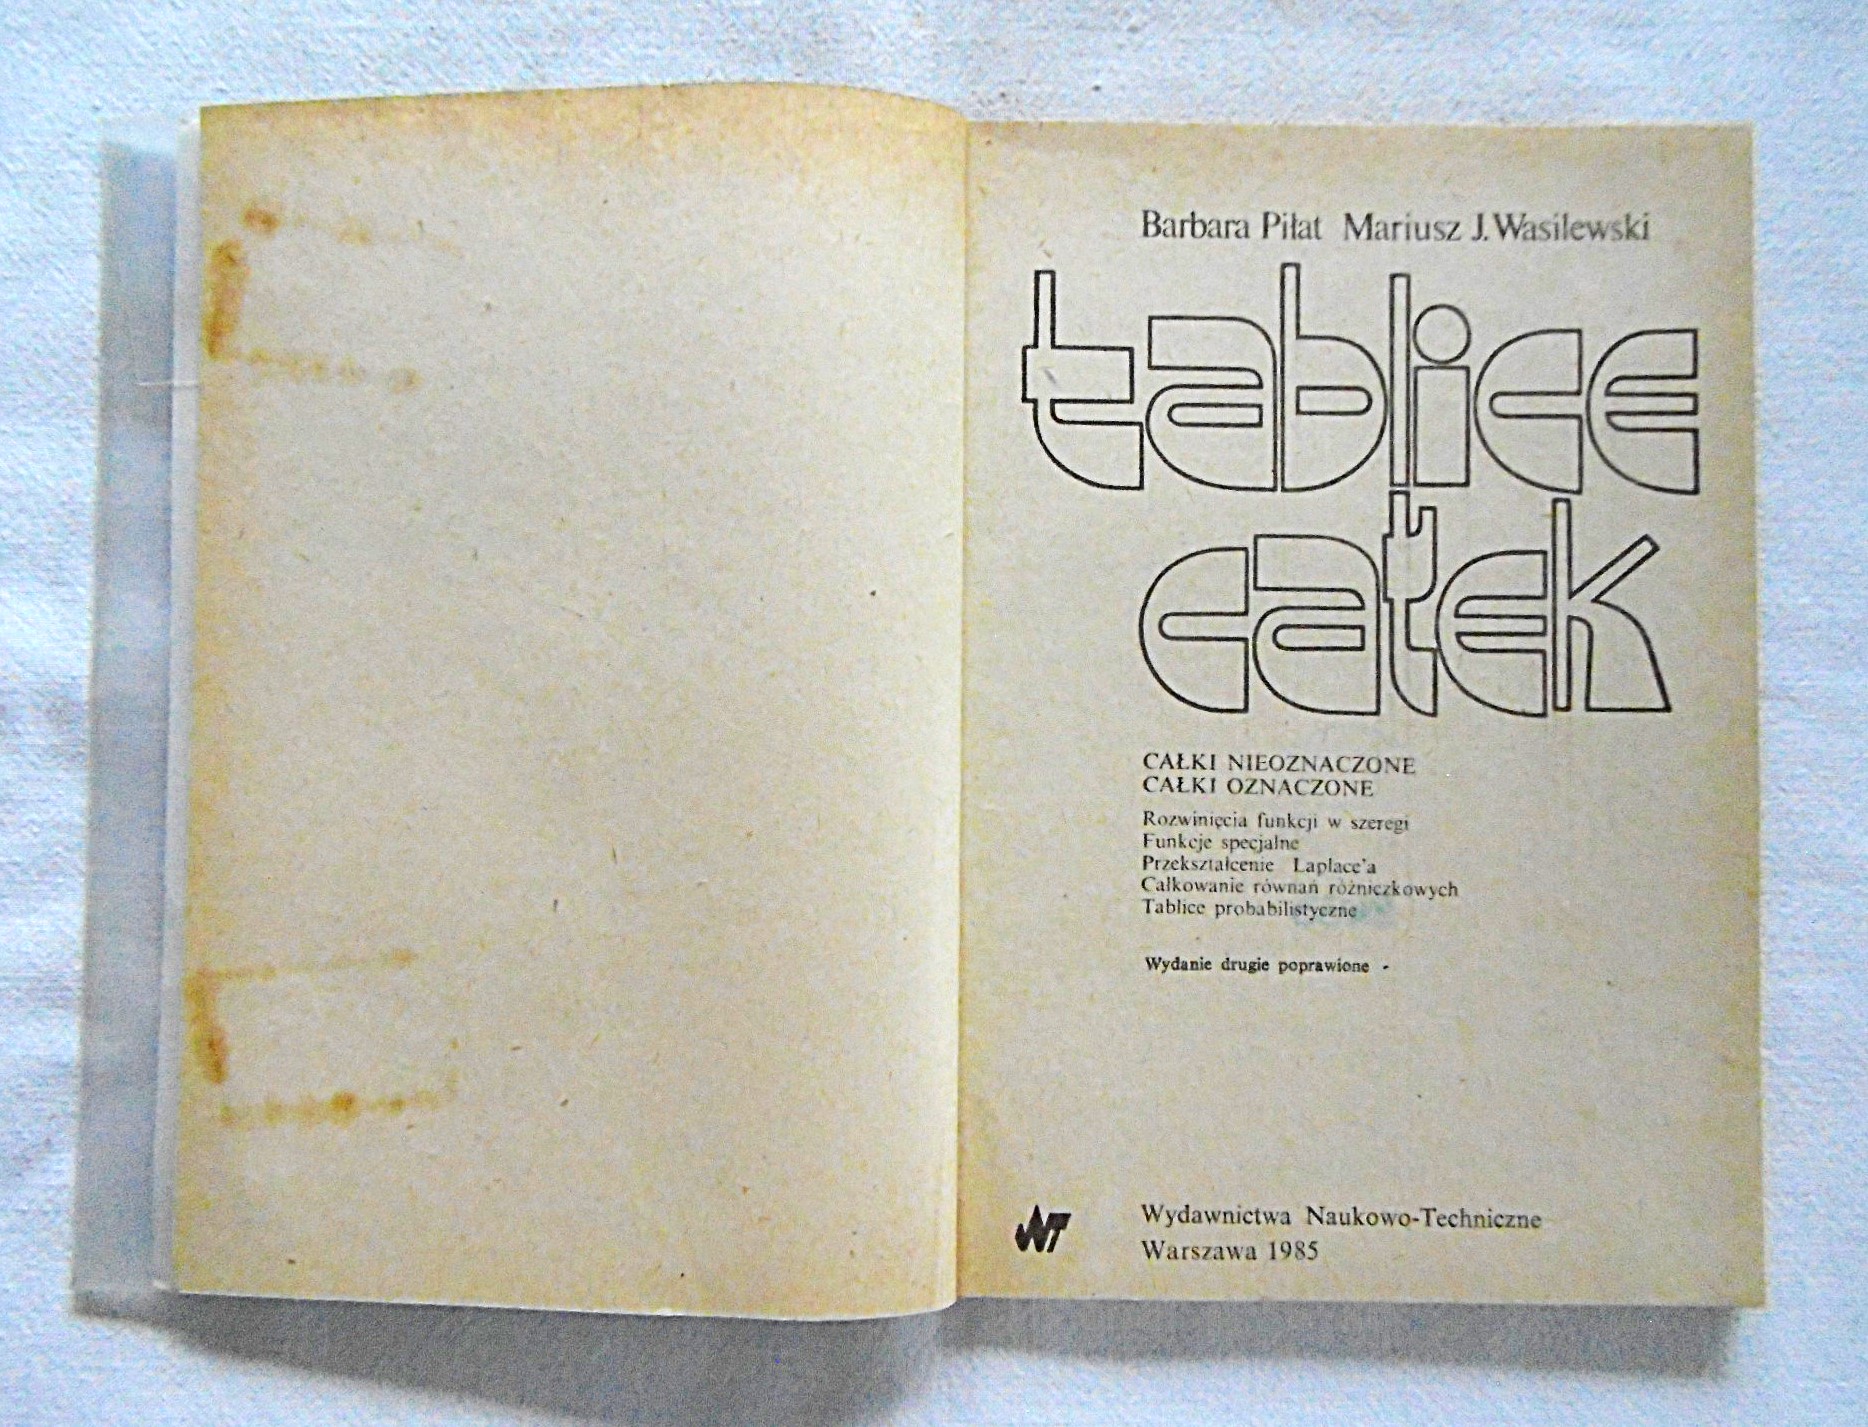 Barbara Piłat Mariusz J. Wasilewski
tablice
całek
CAŁKI NIEOZNACZONE
CAŁKI OZNACZONE
Rozwinięcia funkcji w szeregi
Funkcje specjalne
Przekształcenie Laplace'a
Całkowanie równań różniczkowych
Tablice probabilistyczne
Wydanie drugie poprawione
WNT
Wydawnictwa Naukowo-Techniczne
Warszawa 1985